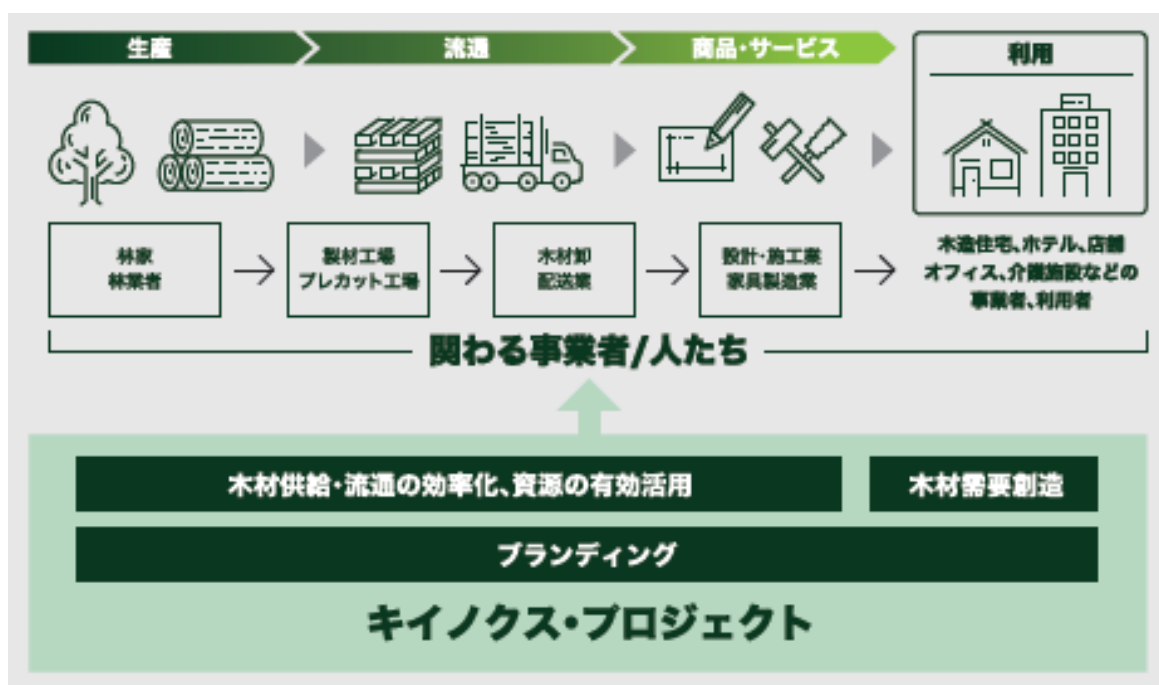 生産
流通
商品・サービス
利用
林家
林業者
製材工場
プレカット工場
木材卸
配送業
設計・施工業
家具製造業
木造住宅、ホテル、店舗
オフィス、介護施設などの
事業者、利用者
関わる事業者/人たち
木材供給・流通の効率化、資源の有効活用
木材需要創造
ブランディング
キイノクス・プロジェクト